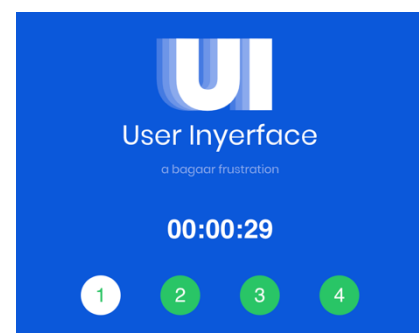 UI
User Inyerface
a bagaar frustration
00:00:29
1 2 3 4